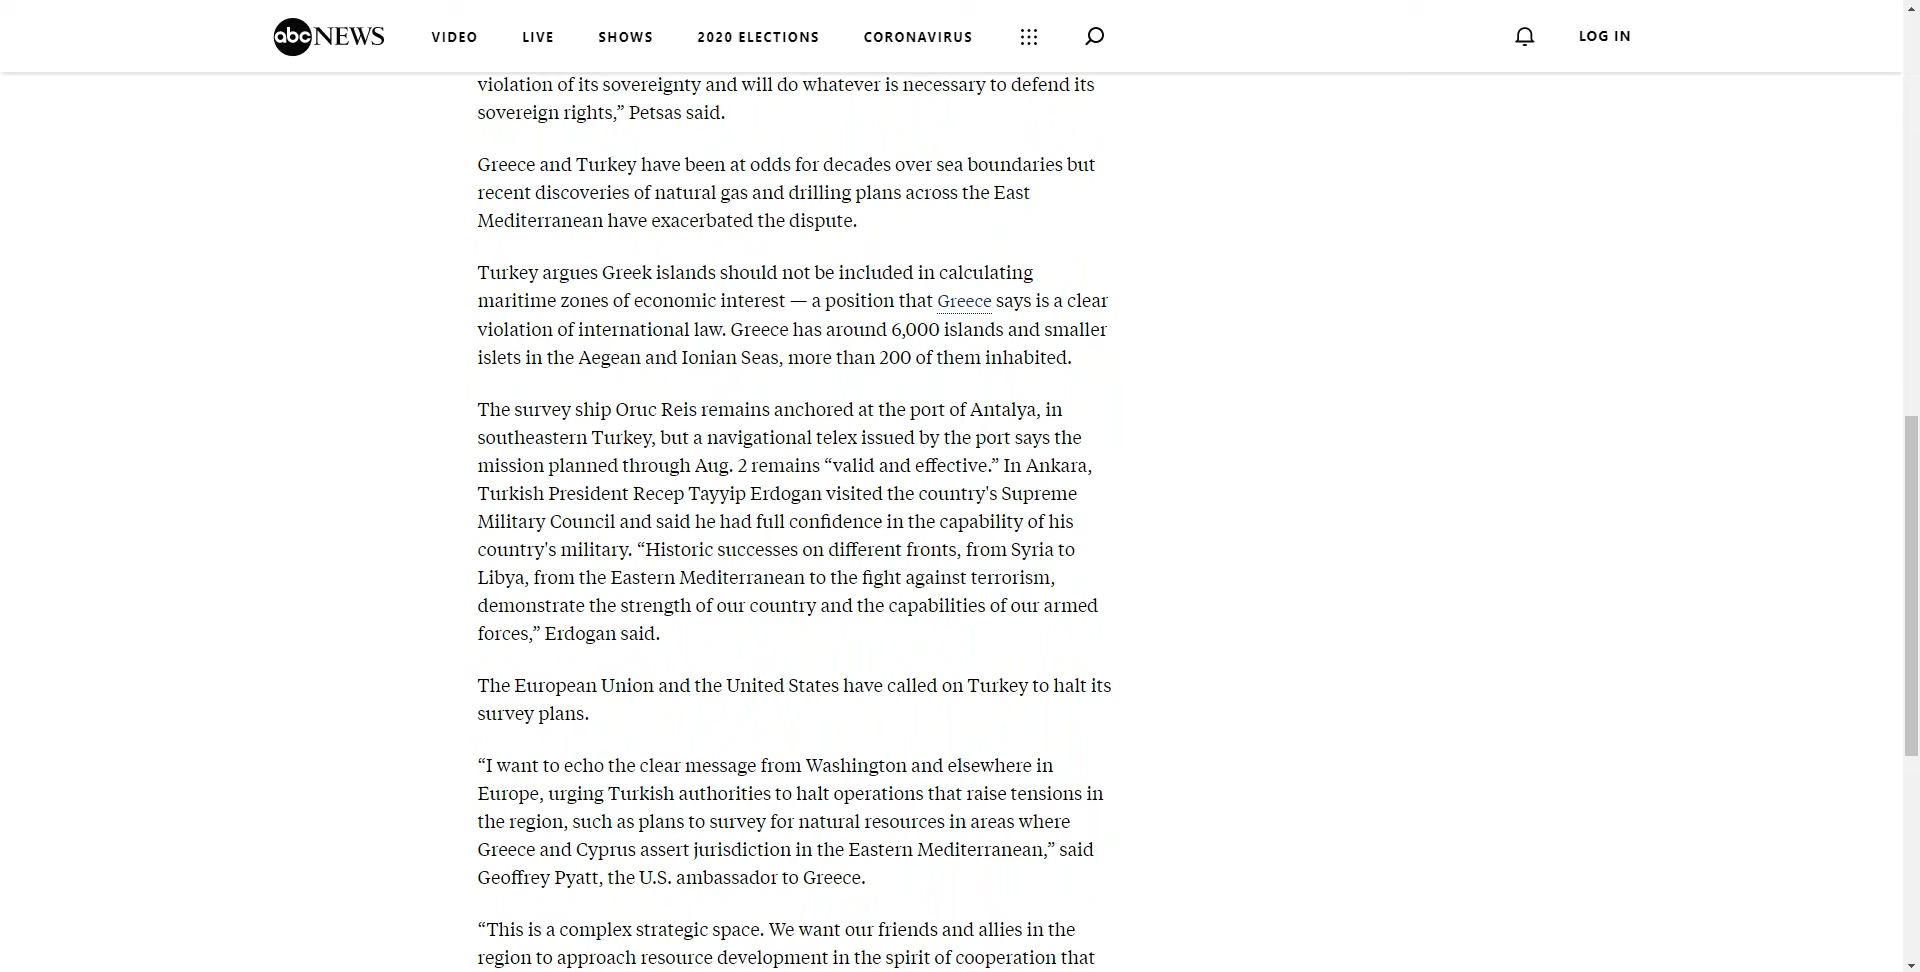 abc NEWS VIDEO LIVE SHOWS 2020 ELECTIONS CORONAVIRUS LOG IN
violation of its sovereignty and will do whatever is necessary to defend its
sovereign rights,” Petsas said.
Greece and Turkey have been at odds for decades over sea boundaries but
recent discoveries of natural gas and drilling plans across the East
Mediterranean have exacerbated the dispute.
Turkey argues Greek islands should not be included in calculating
maritime zones of economic interest — a position that Greece says is a clear
violation of international law. Greece has around 6,000 islands and smaller
islets in the Aegean and Ionian Seas, more than 200 of them inhabited.
The survey ship Oruc Reis remains anchored at the port of Antalya, in
southeastern Turkey, but a navigational telex issued by the port says the
mission planned through Aug. 2 remains “valid and effective.” In Ankara,
Turkish President Recep Tayyip Erdogan visited the country's Supreme
Military Council and said he had full confidence in the capability of his
country's military. “Historic successes on different fronts, from Syria to
Libya, from the Eastern Mediterranean to the fight against terrorism,
demonstrate the strength of our country and the capabilities of our armed
forces,” Erdogan said.
The European Union and the United States have called on Turkey to halt its
survey plans.
“I want to echo the clear message from Washington and elsewhere in
Europe, urging Turkish authorities to halt operations that raise tensions in
the region, such as plans to survey for natural resources in areas where
Greece and Cyprus assert jurisdiction in the Eastern Mediterranean,” said
Geoffrey Pyatt, the U.S. ambassador to Greece.
“This is a complex strategic space. We want our friends and allies in the
region to approach resource development in the spirit of cooperation that